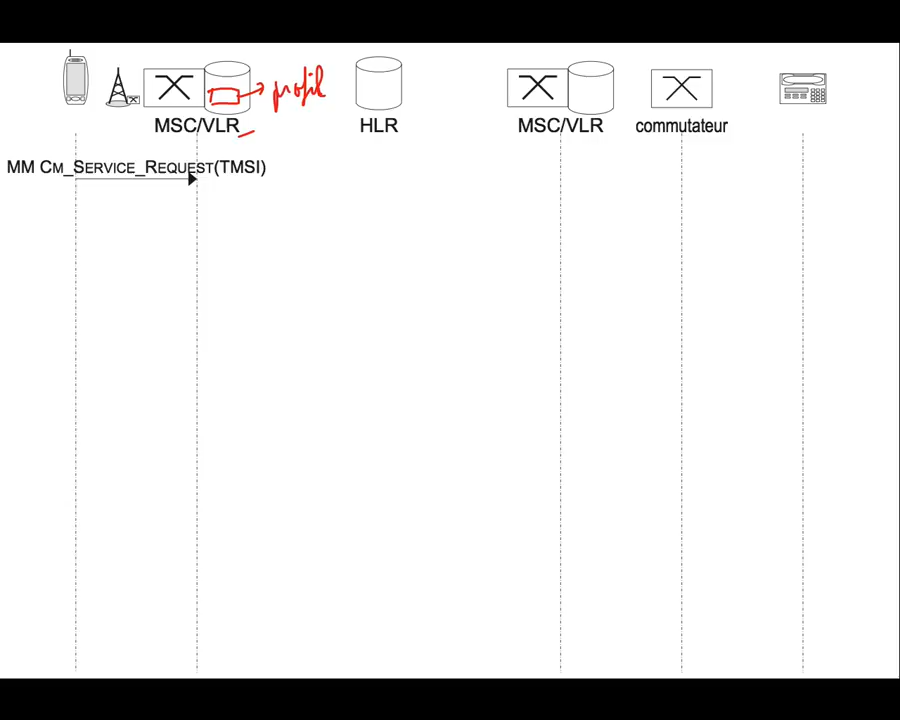 profil
MSC/VLR
HLR
MSC/VLR
commutateur
MM CM_SERVICE_REQUEST(TMSI)